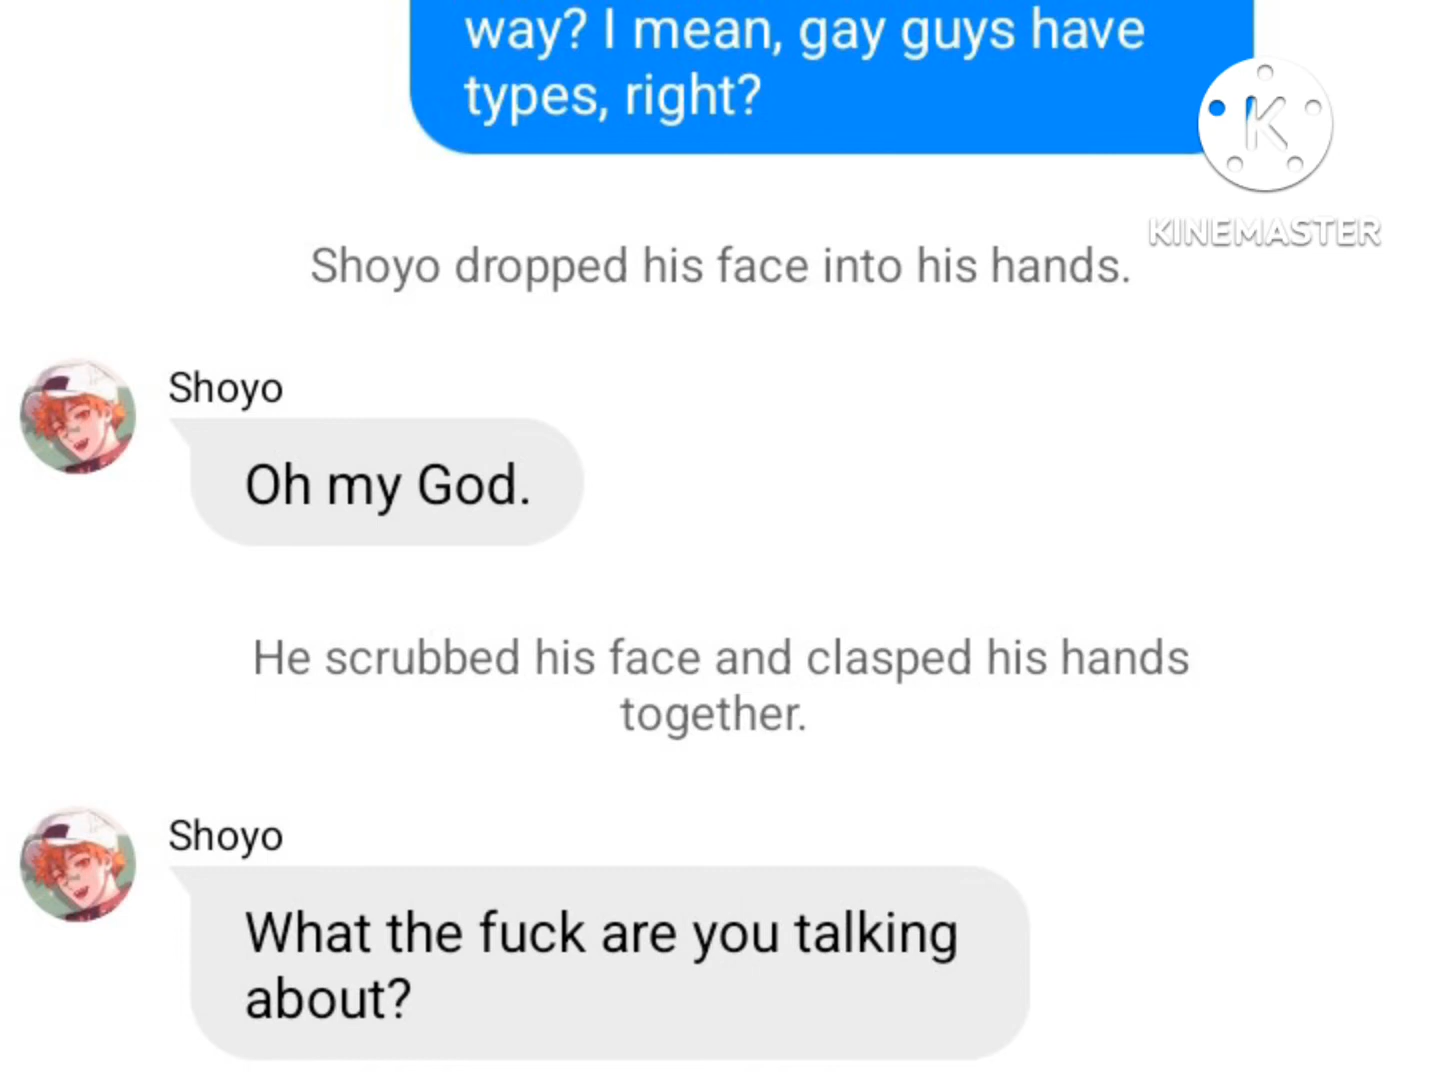 way? I mean, gay guys have
types, right?
K
KINEMASTER
Shoyo dropped his face into his hands.
Shoyo
Oh my God.
He scrubbed his face and clasped his hands
together.
Shoyo
What the fuck are you talking
about?